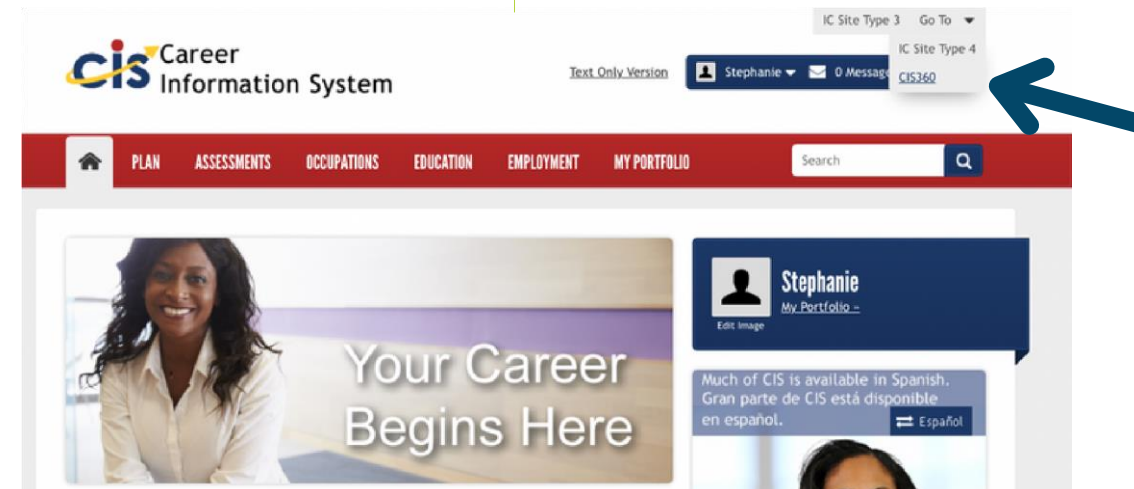 IC Site Type 3 Go To
IC Site Type 4
CIS360
cis Career
Information System
Text Only Version
Stephanie
0
PLAN
ASSESSMENTS
OCCUPATIONS
EDUCATION
EMPLOYMENT
MY PORTFOLIO
Search
Your Career
Begins Here
Stephanie
My Portfolio –
Edit Image
Much of CIS is available in Spanish.
Gran parte de CIS está disponible
en español.
Español